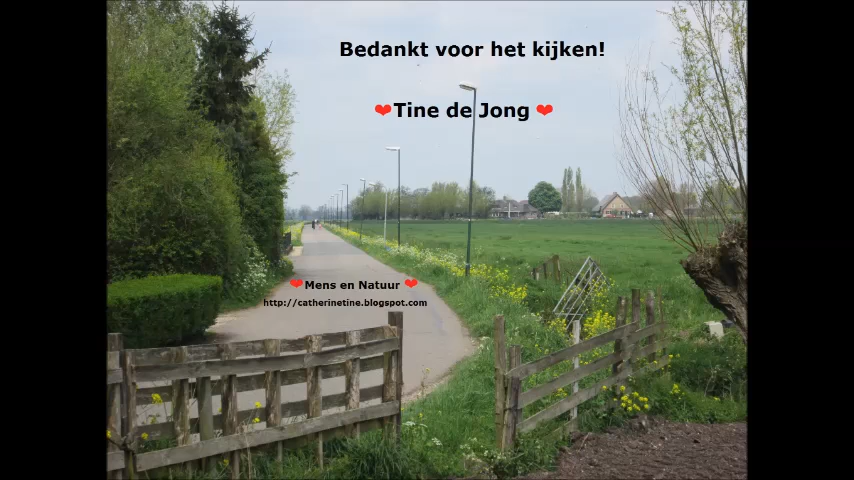 Bedankt voor het kijken!
❤Tine de Jong ❤
❤Mens en Natuur ❤
http://catherinetine.blogspot.com